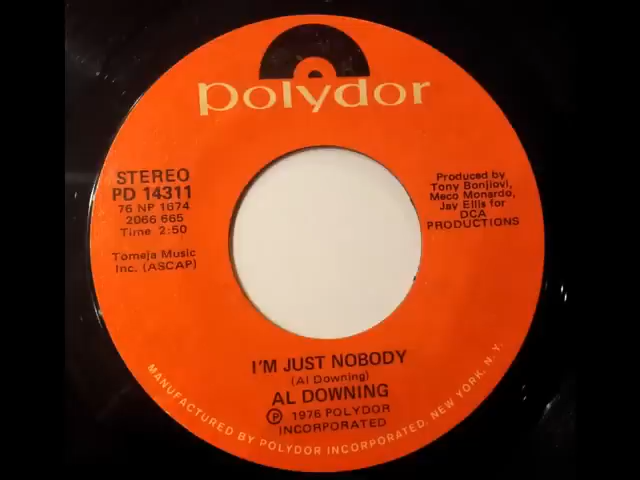 polydor
STEREO
PD 14311
76 NP 1674
2066 665
Time 2:50
Tomeja Music
Inc. (ASCAP)
Produced by
Tony Bonjiovi,
Meco Monardo,
Jay Ellis for
DCA
PRODUCTIONS
I'M JUST NOBODY
(Al Downing)
AL DOWNING
℗ 1976 POLYDOR
INCORPORATED
MANUFACTURED BY POLYDOR INCORPORATED. NEW YORK, N.Y.